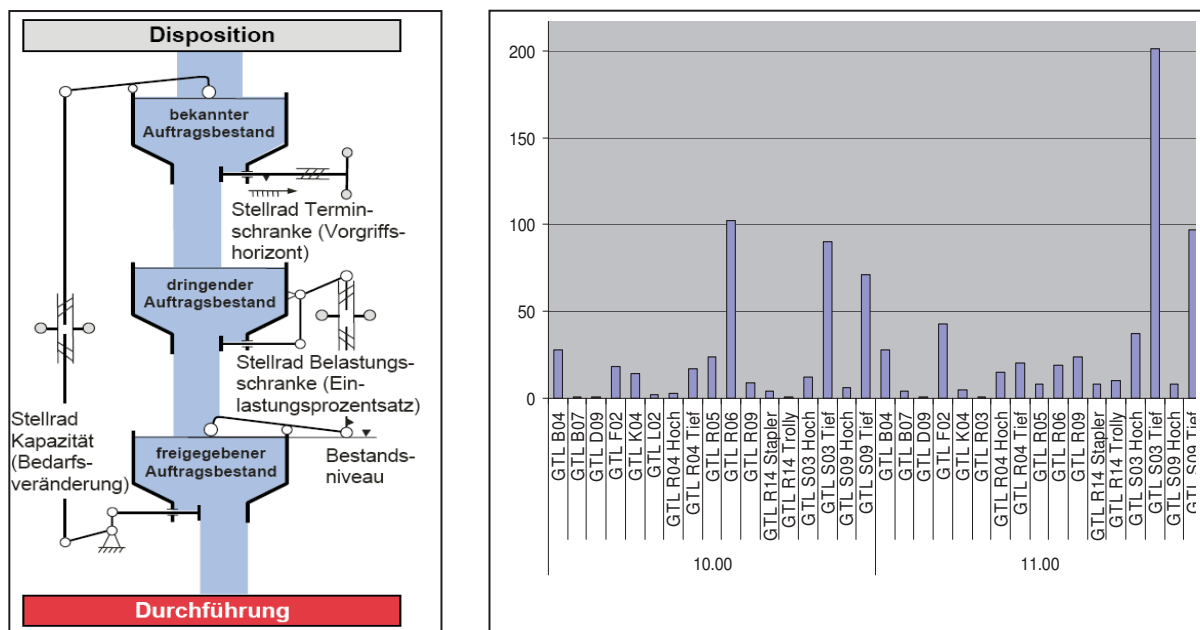 Disposition
bekannter
Auftragsbestand
Stellrad Termin-
schranke (Vorgriffs-
horizont)
dringender
Auftragsbestand
Stellrad Belastungs-
schranke (Ein-
lastungsprozentsatz)
Stellrad
Kapazität
(Bedarfs-
veränderung)
freigegebener
Auftragsbestand
Bestands-
niveau
Durchführung
200
150
100
50
0
GTL B04
GTL B07
GTL D09
GTL F02
GTL K04
GTL L02
GTL R04 Hoch
GTL R04 Tief
GTL R05
GTL R06
GTL R09
GTL R14 Stapler
GTL R14 Trolly
GTL S03 Hoch
GTL S03 Tief
GTL S09 Hoch
GTL S09 Tief
GTL B04
GTL B07
GTL D09
GTL F02
GTL K04
GTL R03
GTL R04 Hoch
GTL R04 Tief
GTL R05
GTL R06
GTL R09
GTL R14 Stapler
GTL R14 Trolly
GTL S03 Hoch
GTL S03 Tief
GTL S09 Hoch
GTL S09 Tief
10.00
11.00